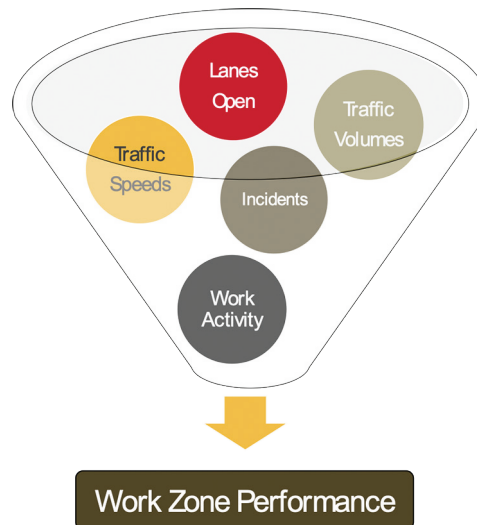 Lanes
Open
Traffic
Volumes
Traffic
Speeds
Incidents
Work
Activity
Work Zone Performance